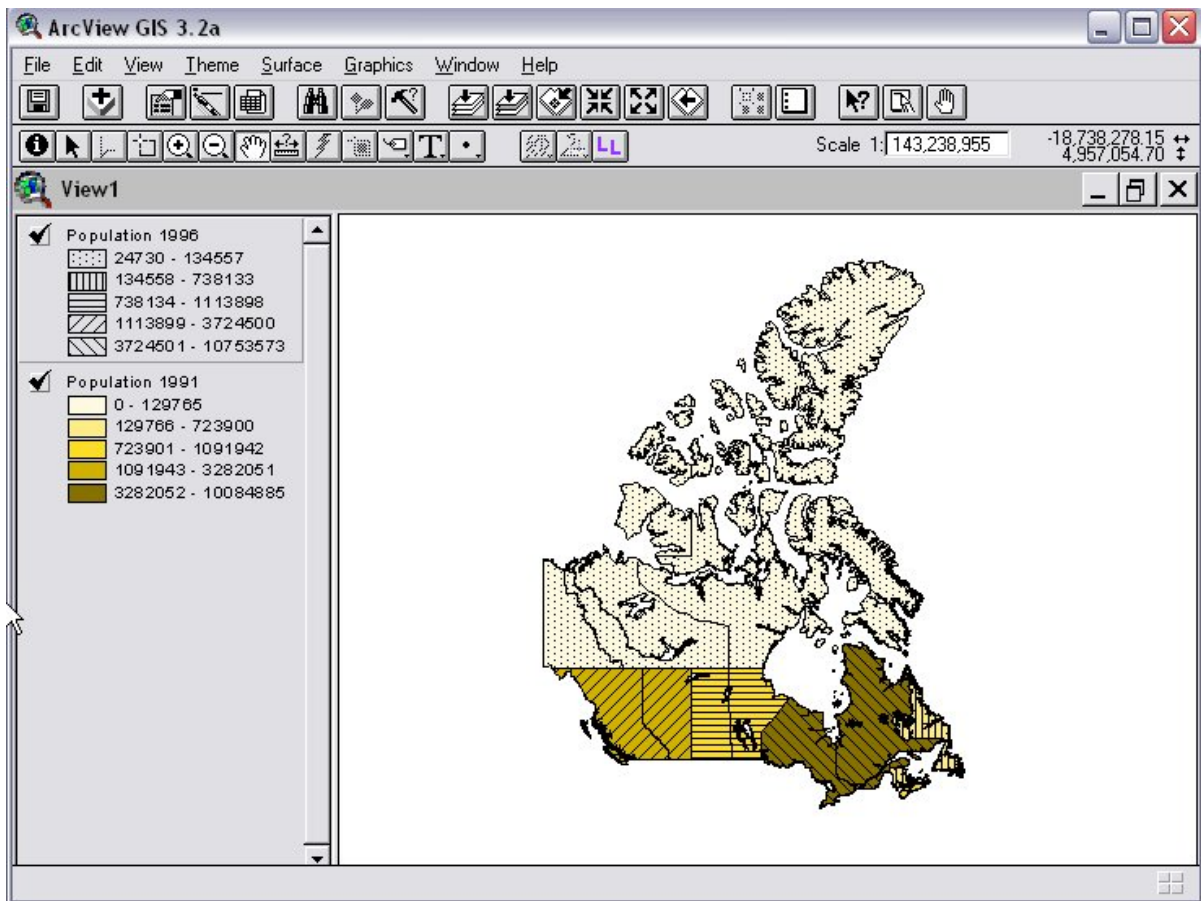 ArcView GIS 3.2a
File Edit View Theme Surface Graphics Window Help
Scale 1: 143,238,955
-18,738,278.15
4,957,054.70
View1
Population 1996
24730 - 134557
134558 - 738133
738134 - 1113898
1113899 - 3724500
3724501 - 10753573
Population 1991
0 - 129765
129766 - 723900
723901 - 1091942
1091943 - 3282051
3282052 - 10084885